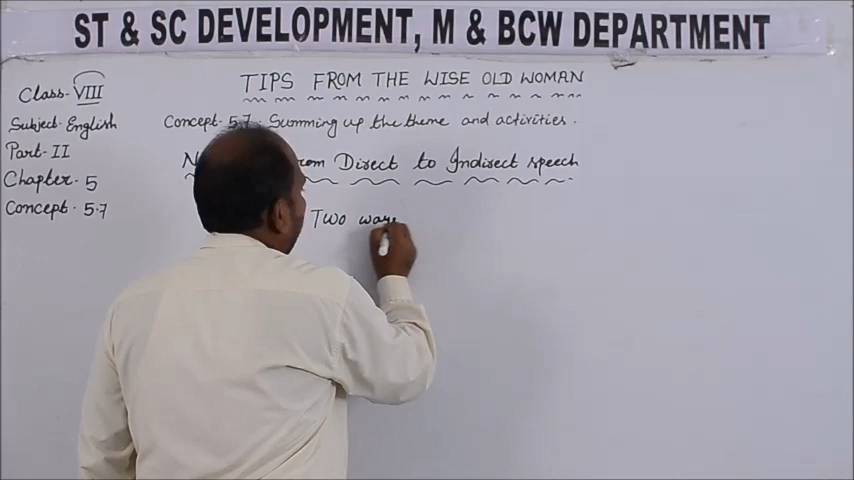 ST & SC DEVELOPMENT, M & BCW DEPARTMENT
TIPS FROM THE WISE OLD WOMAN
Class- VIII
Subject- English
Part- II
Chapter- 5
Concept- 5.7
Concept- 5.7 - Summing up the theme and activities.
Direct to Indirect speech
Two ways